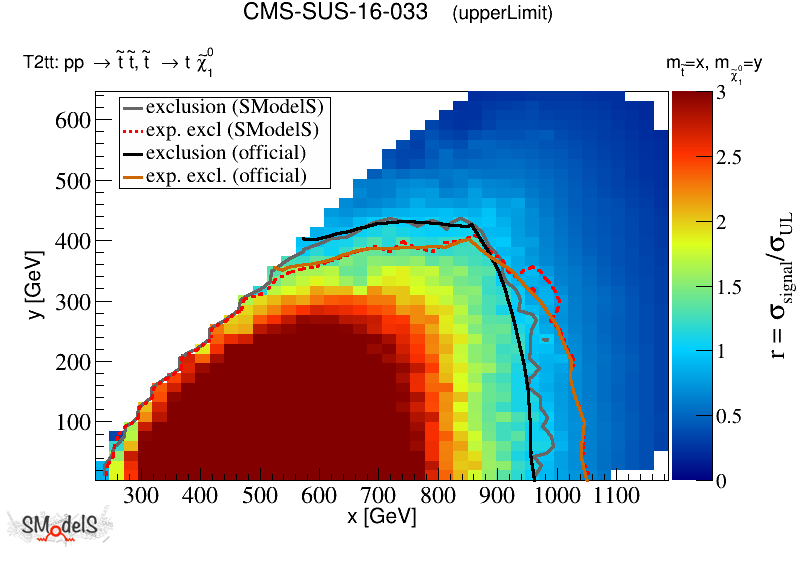 CMS-SUS-16-033 (upperLimit)
T2tt: pp → t̃ t̃, t̃ → t χ̃₁⁰
m_t̃=x, m_χ̃₁⁰=y
exclusion (SModelS)
exp. excl (SModelS)
exclusion (official)
exp. excl. (official)
600
500
400
300
200
100
y [GeV]
300 400 500 600 700 800 900 1000 1100
x [GeV]
3
2.5
2
1.5
1
0.5
0
r = σ_signal/σ_UL
SModelS